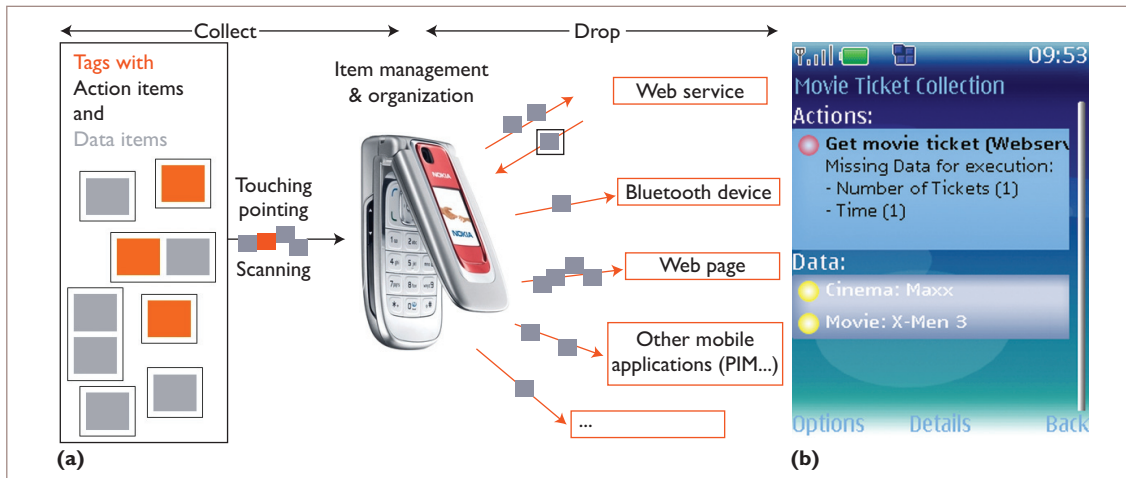 Collect
Drop
Tags with
Action items
and
Data items
Touching
pointing
Scanning
Item management
& organization
NOKIA
NOKIA
Web service
Bluetooth device
Web page
Other mobile
applications (PIM...)
...
(a)
09:53
Movie Ticket Collection
Actions:
Get movie ticket (Webserv
Missing Data for execution:
- Number of Tickets (1)
- Time (1)
Data:
Cinema: Maxx
Movie: X-Men 3
Options Details Back
(b)